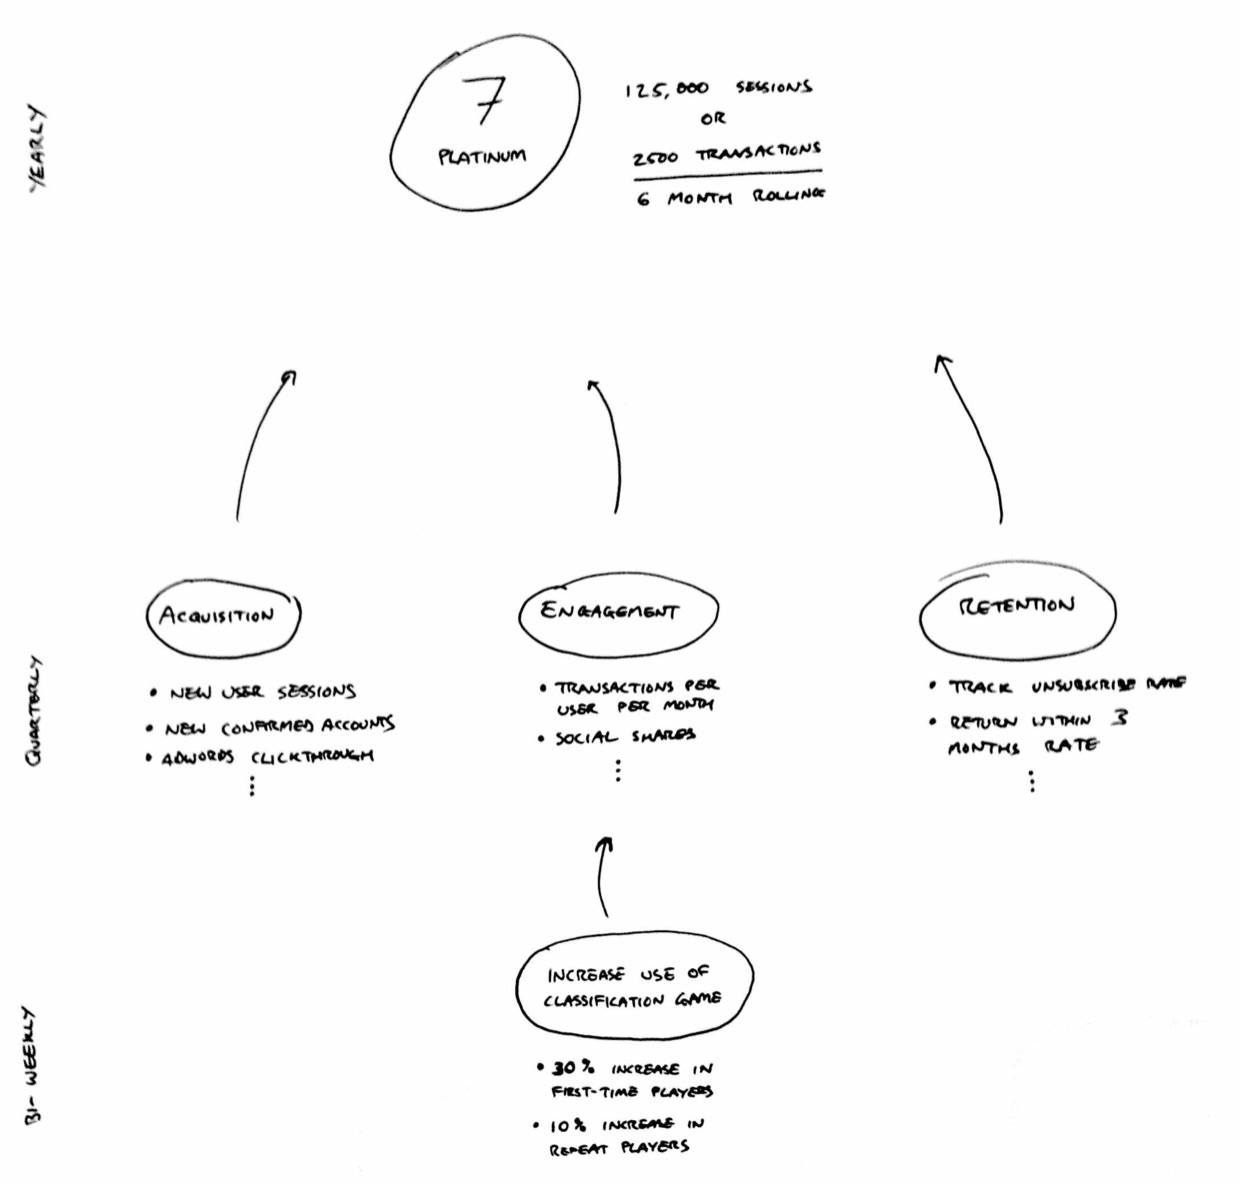 YEARLY
7
PLATINUM
125,000 SESSIONS
OR
2500 TRANSACTIONS
6 MONTH ROLLING
QUARTERLY
ACQUISITION
• NEW USER SESSIONS
• NEW CONFIRMED ACCOUNTS
• ADWORDS CLICKTHROUGH
⋮
ENGAGEMENT
• TRANSACTIONS PER
USER PER MONTH
• SOCIAL SHARES
⋮
RETENTION
• TRACK UNSUBSCRIBE RATE
• RETURN WITHIN 3
MONTHS RATE
⋮
BI-WEEKLY
INCREASE USE OF
CLASSIFICATION GAME
• 30% INCREASE IN
FIRST-TIME PLAYERS
• 10% INCREASE IN
REPEAT PLAYERS